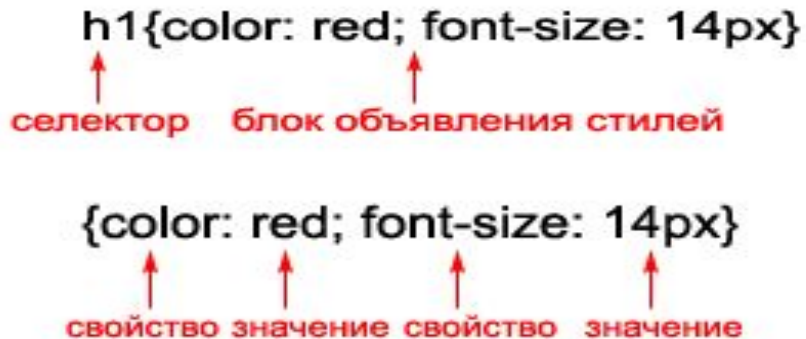 h1{color: red; font-size: 14px}
селектор блок объявления стилей
{color: red; font-size: 14px}
свойство значение свойство значение